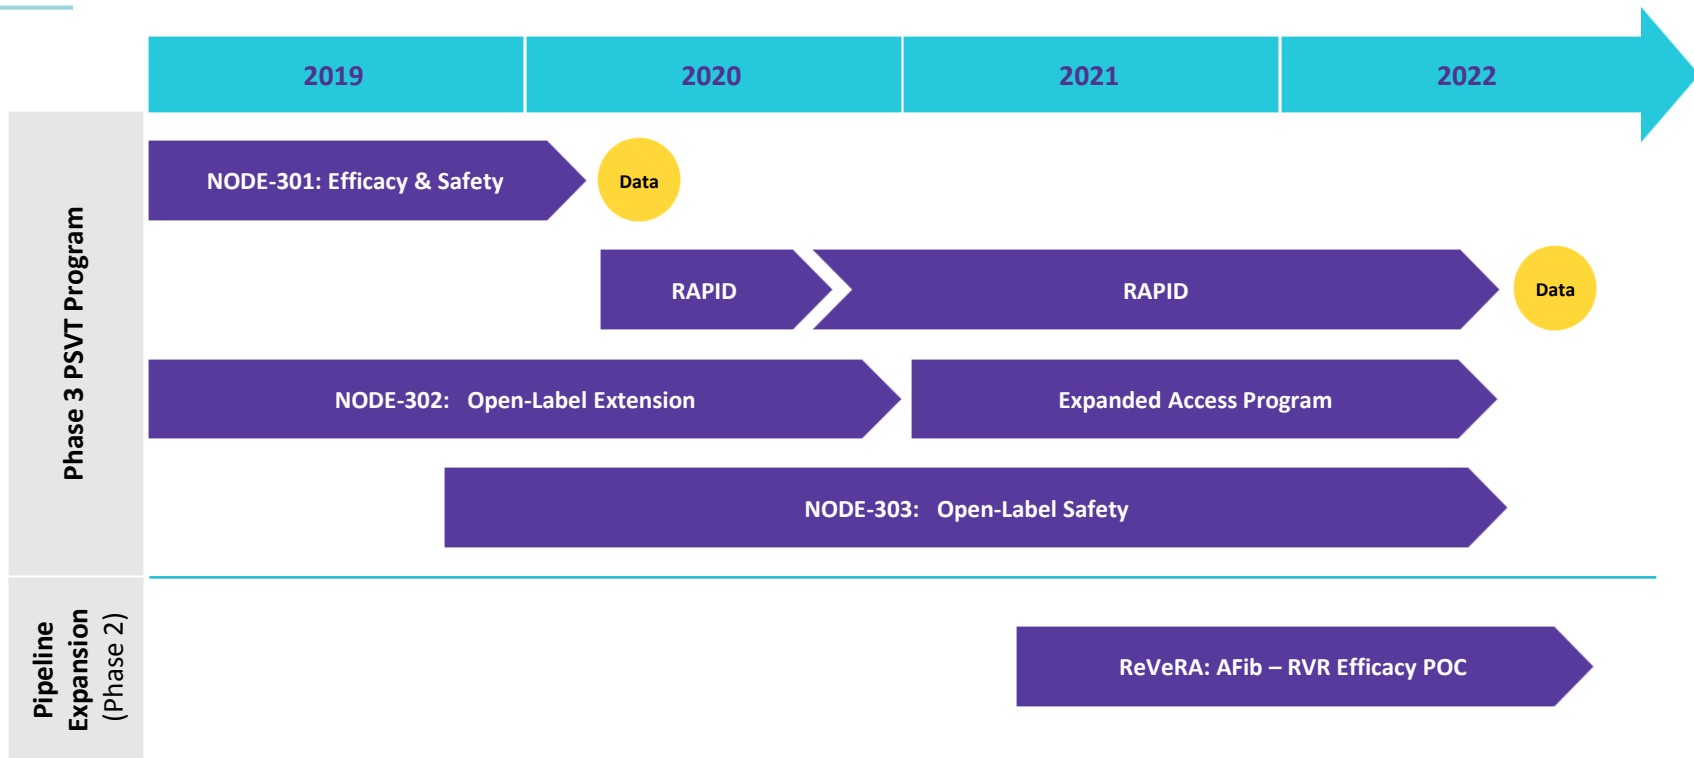 2019
2020
2021
2022
Phase 3 PSVT Program
NODE-301: Efficacy & Safety
Data
RAPID
RAPID
Data
NODE-302:   Open-Label Extension
Expanded Access Program
NODE-303:   Open-Label Safety
Pipeline
Expansion
(Phase 2)
ReVeRA: AFib – RVR Efficacy POC